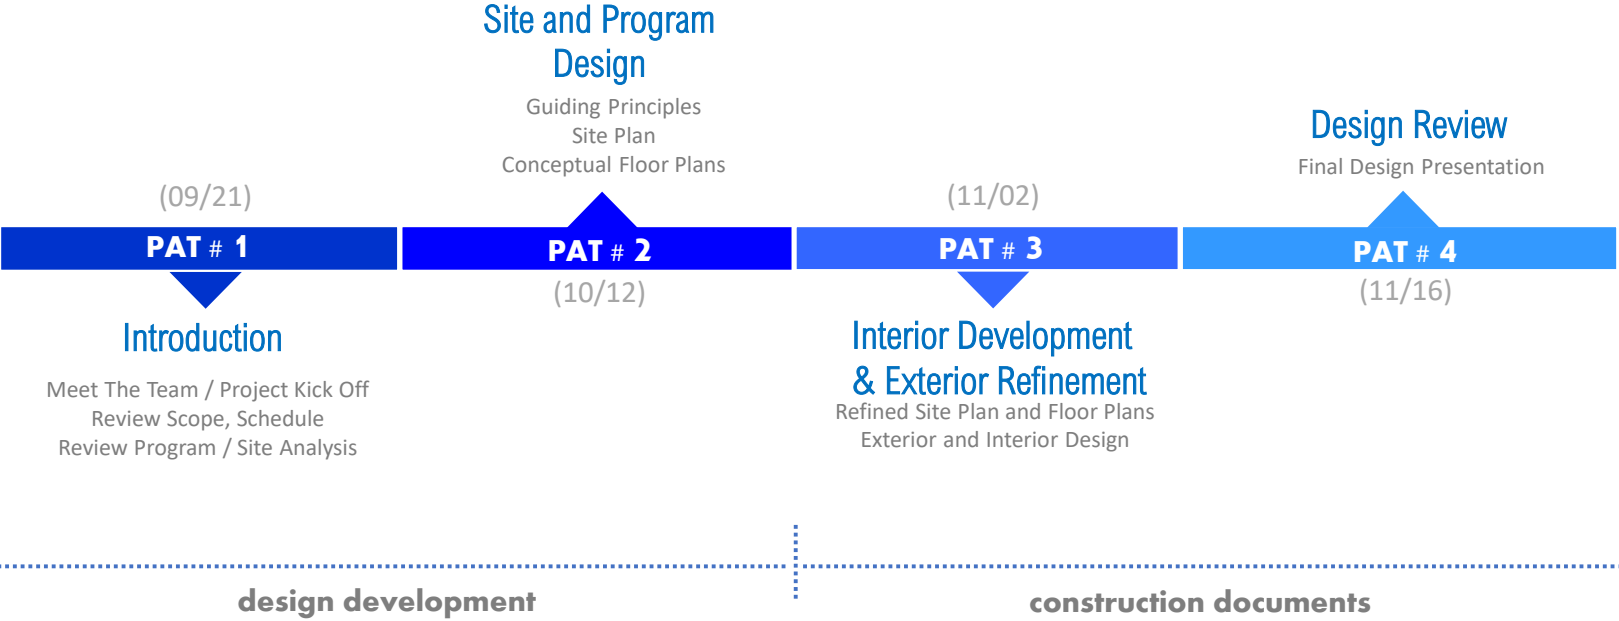 Site and Program
Design
Guiding Principles
Site Plan
Conceptual Floor Plans
Design Review
Final Design Presentation
(09/21)
(11/02)
PAT # 1
PAT # 2
PAT # 3
PAT # 4
(10/12)
(11/16)
Introduction
Meet The Team / Project Kick Off
Review Scope, Schedule
Review Program / Site Analysis
Interior Development
& Exterior Refinement
Refined Site Plan and Floor Plans
Exterior and Interior Design
design development
construction documents